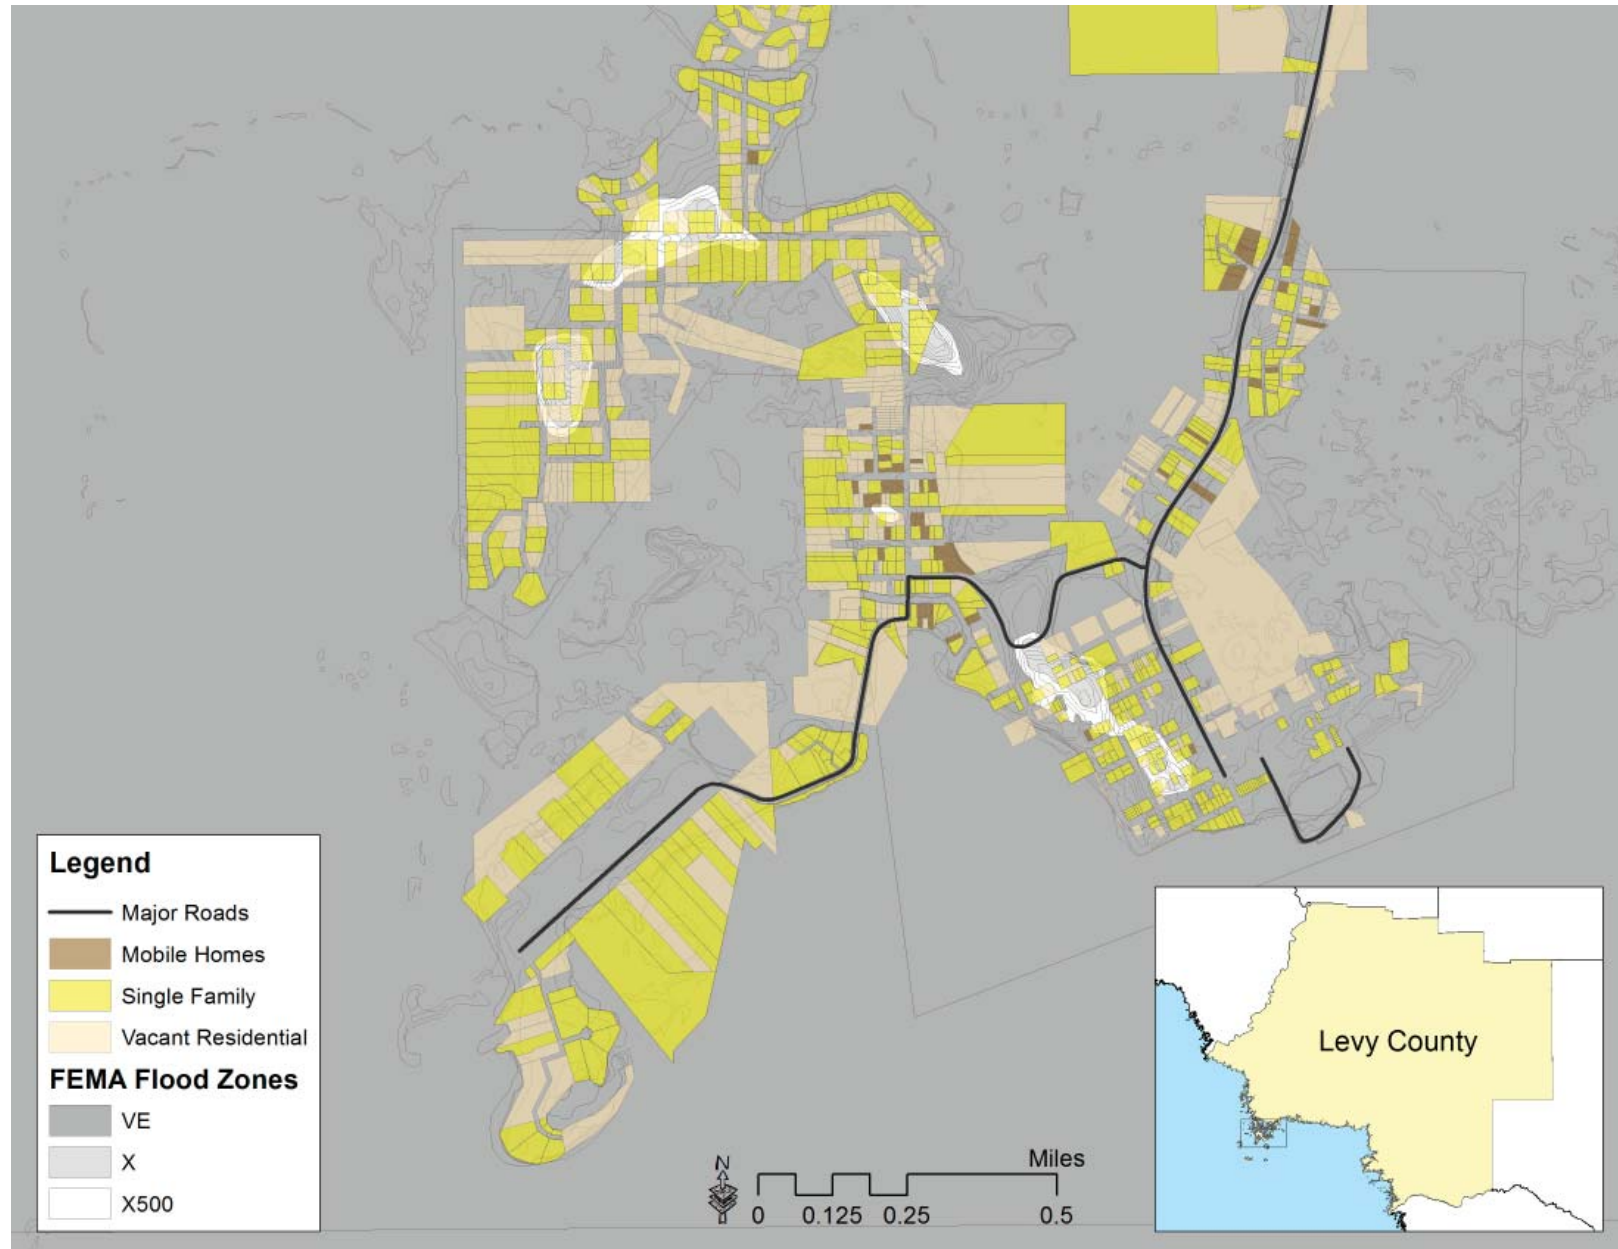 Legend
Major Roads
Mobile Homes
Single Family
Vacant Residential
FEMA Flood Zones
VE
X
X500
N
Miles
0 0.125 0.25 0.5
Levy County